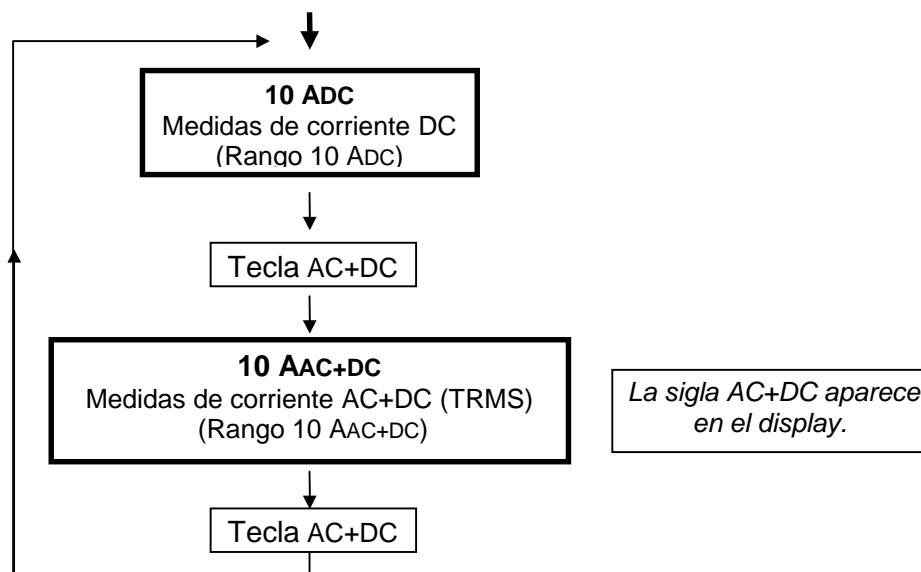 10 ADC
Medidas de corriente DC
(Rango 10 ADC)
Tecla AC+DC
10 AAC+DC
Medidas de corriente AC+DC (TRMS)
(Rango 10 AAC+DC)
La sigla AC+DC aparece
en el display.
Tecla AC+DC